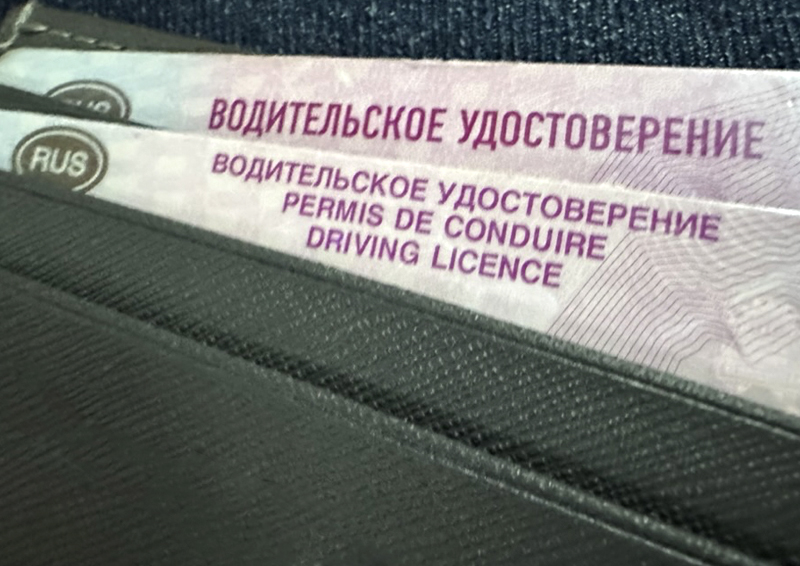 ВОДИТЕЛЬСКОЕ УДОСТОВЕРЕНИЕ
RUS
ВОДИТЕЛЬСКОЕ УДОСТОВЕРЕНИЕ
PERMIS DE CONDUIRE
DRIVING LICENCE